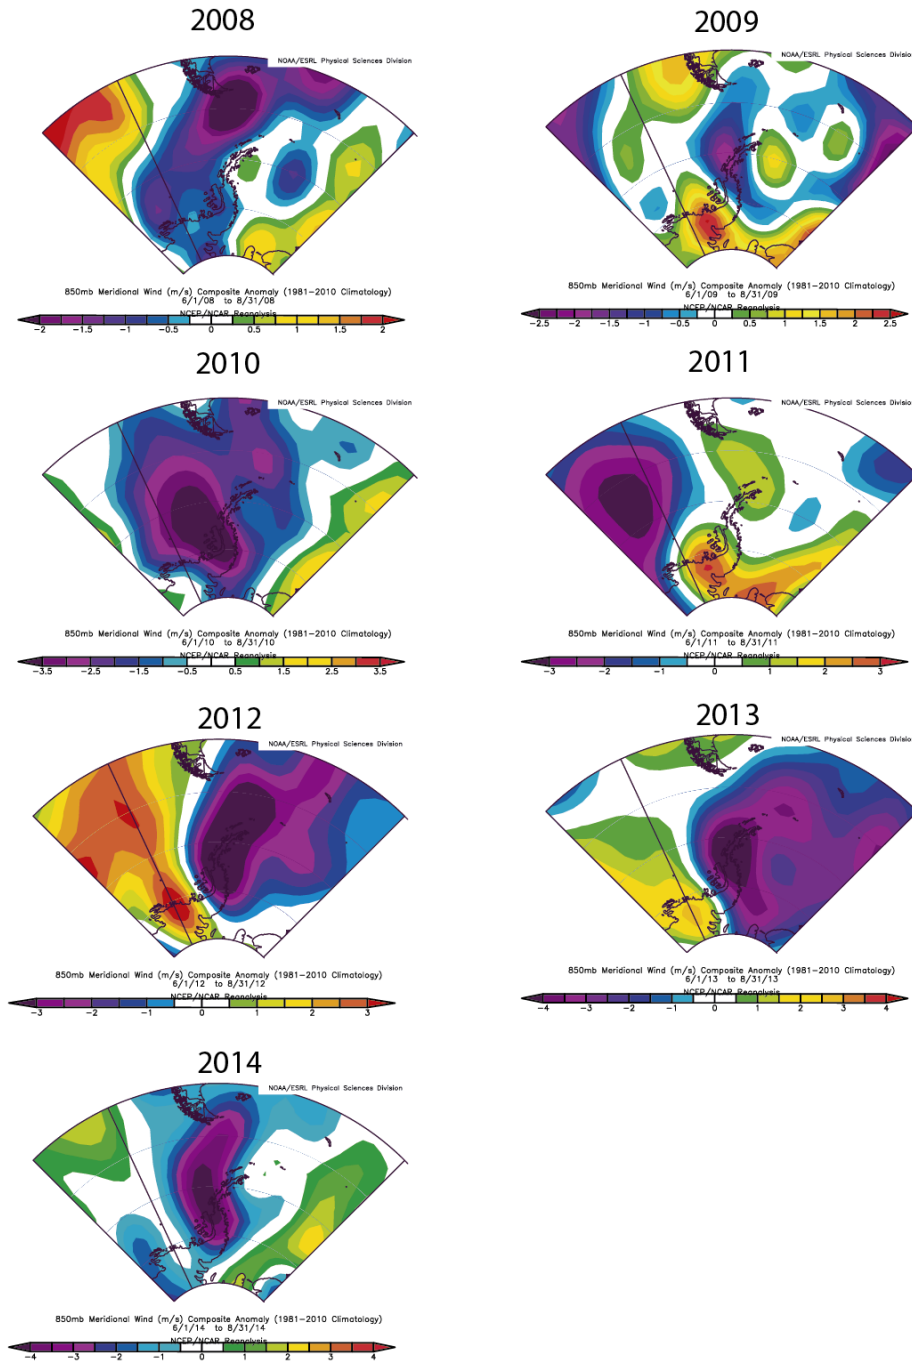 2008
NOAA/ESRL Physical Sciences Division
850mb Meridional Wind (m/s) Composite Anomaly (1981-2010 Climatology)
6/1/08 to 8/31/08
NCEP/NCAR Reanalysis
-2 -1.5 -1 -0.5 0 0.5 1 1.5 2
2009
NOAA/ESRL Physical Sciences Division
850mb Meridional Wind (m/s) Composite Anomaly (1981-2010 Climatology)
6/1/09 to 8/31/09
NCEP/NCAR Reanalysis
-2.5 -2 -1.5 -1 -0.5 0 0.5 1 1.5 2 2.5
2010
NOAA/ESRL Physical Sciences Division
850mb Meridional Wind (m/s) Composite Anomaly (1981-2010 Climatology)
6/1/10 to 8/31/10
NCEP/NCAR Reanalysis
-3.5 -2.5 -1.5 -0.5 0.5 1.5 2.5 3.5
2011
NOAA/ESRL Physical Sciences Division
850mb Meridional Wind (m/s) Composite Anomaly (1981-2010 Climatology)
6/1/11 to 8/31/11
NCEP/NCAR Reanalysis
-3 -2 -1 0 1 2 3
2012
NOAA/ESRL Physical Sciences Division
850mb Meridional Wind (m/s) Composite Anomaly (1981-2010 Climatology)
6/1/12 to 8/31/12
NCEP/NCAR Reanalysis
-3 -2 -1 0 1 2 3
2013
NOAA/ESRL Physical Sciences Division
850mb Meridional Wind (m/s) Composite Anomaly (1981-2010 Climatology)
6/1/13 to 8/31/13
NCEP/NCAR Reanalysis
-4 -3 -2 -1 0 1 2 3 4
2014
NOAA/ESRL Physical Sciences Division
850mb Meridional Wind (m/s) Composite Anomaly (1981-2010 Climatology)
6/1/14 to 8/31/14
NCEP/NCAR Reanalysis
-4 -3 -2 -1 0 1 2 3 4